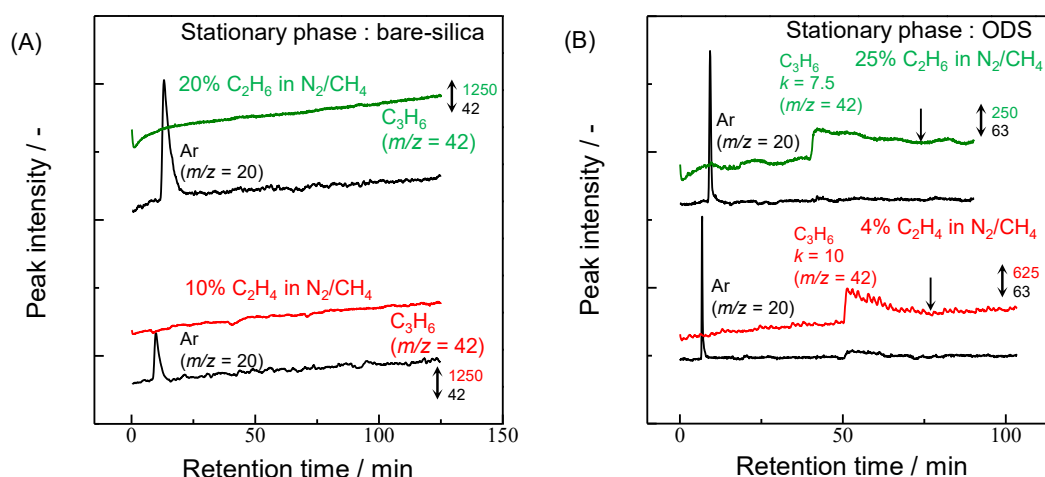 (A)
Stationary phase : bare-silica
20% C2H6 in N2/CH4
1250
42
C3H6
(m/z = 42)
Ar
(m/z = 20)
10% C2H4 in N2/CH4
C3H6
(m/z = 42)
Ar
(m/z = 20)
1250
42
Peak intensity / -
0
50
100
150
Retention time / min
(B)
Stationary phase : ODS
25% C2H6 in N2/CH4
C3H6
k = 7.5
(m/z = 42)
250
63
Ar
(m/z = 20)
4% C2H4 in N2/CH4
C3H6
k = 10
(m/z = 42)
625
63
Ar
(m/z = 20)
Peak intensity / -
0
50
100
Retention time / min